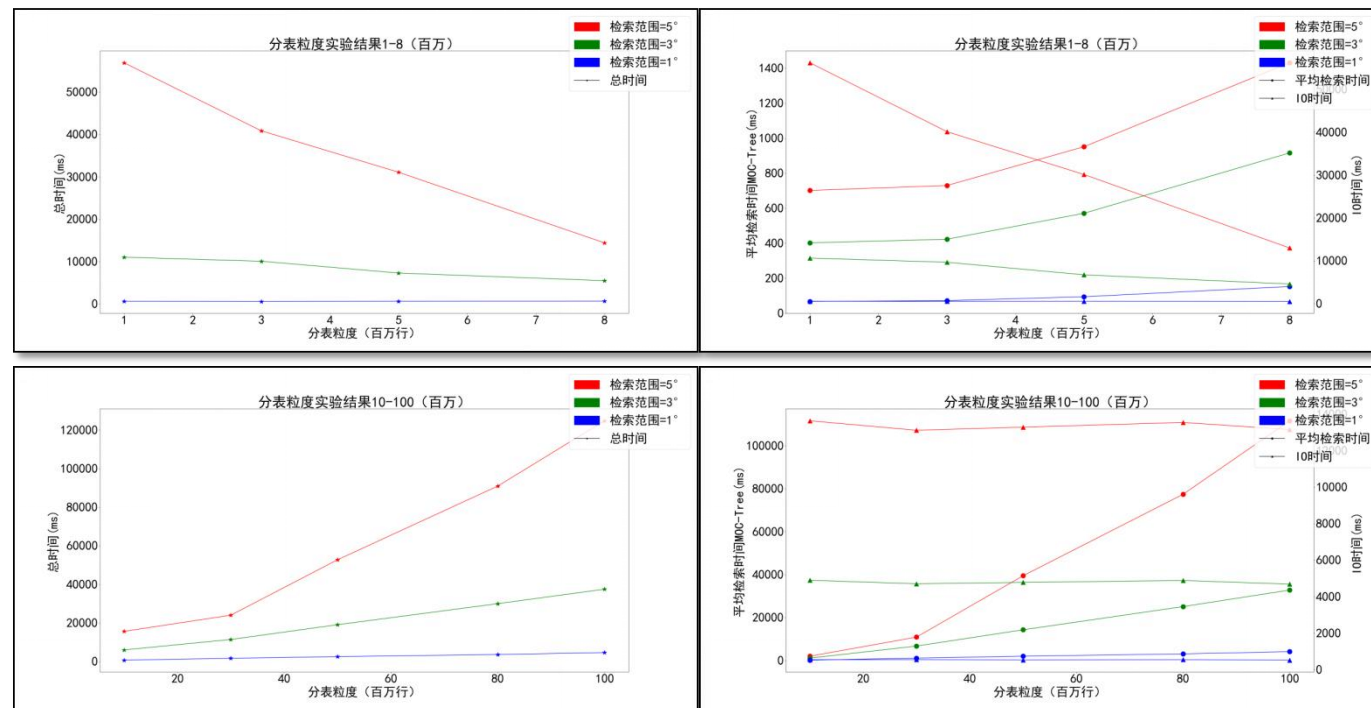 分表粒度实验结果1-8（百万）
检索范围=5°
检索范围=3°
检索范围=1°
总时间
总时间(ms)
50000
40000
30000
20000
10000
0
1 2 3 4 5 6 7 8
分表粒度（百万行）
分表粒度实验结果1-8（百万）
检索范围=5°
检索范围=3°
检索范围=1°
平均检索时间
IO时间
平均检索时间MOC-Tree(ms)
1400
1200
1000
800
600
400
200
0
40000
30000
20000
10000
0
IO时间(ms)
1 2 3 4 5 6 7 8
分表粒度（百万行）
分表粒度实验结果10-100（百万）
检索范围=5°
检索范围=3°
检索范围=1°
总时间
总时间(ms)
120000
100000
80000
60000
40000
20000
0
20 40 60 80 100
分表粒度（百万行）
分表粒度实验结果10-100（百万）
检索范围=5°
检索范围=3°
检索范围=1°
平均检索时间
IO时间
平均检索时间MOC-Tree(ms)
100000
80000
60000
40000
20000
0
10000
8000
6000
4000
2000
0
IO时间(ms)
20 40 60 80 100
分表粒度（百万行）